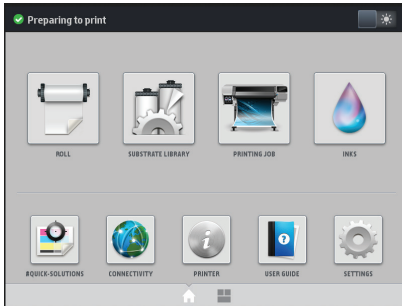 Preparing to print
ROLL
SUBSTRATE LIBRARY
PRINTING JOB
INKS
#QUICK-SOLUTIONS
CONNECTIVITY
PRINTER
USER GUIDE
SETTINGS